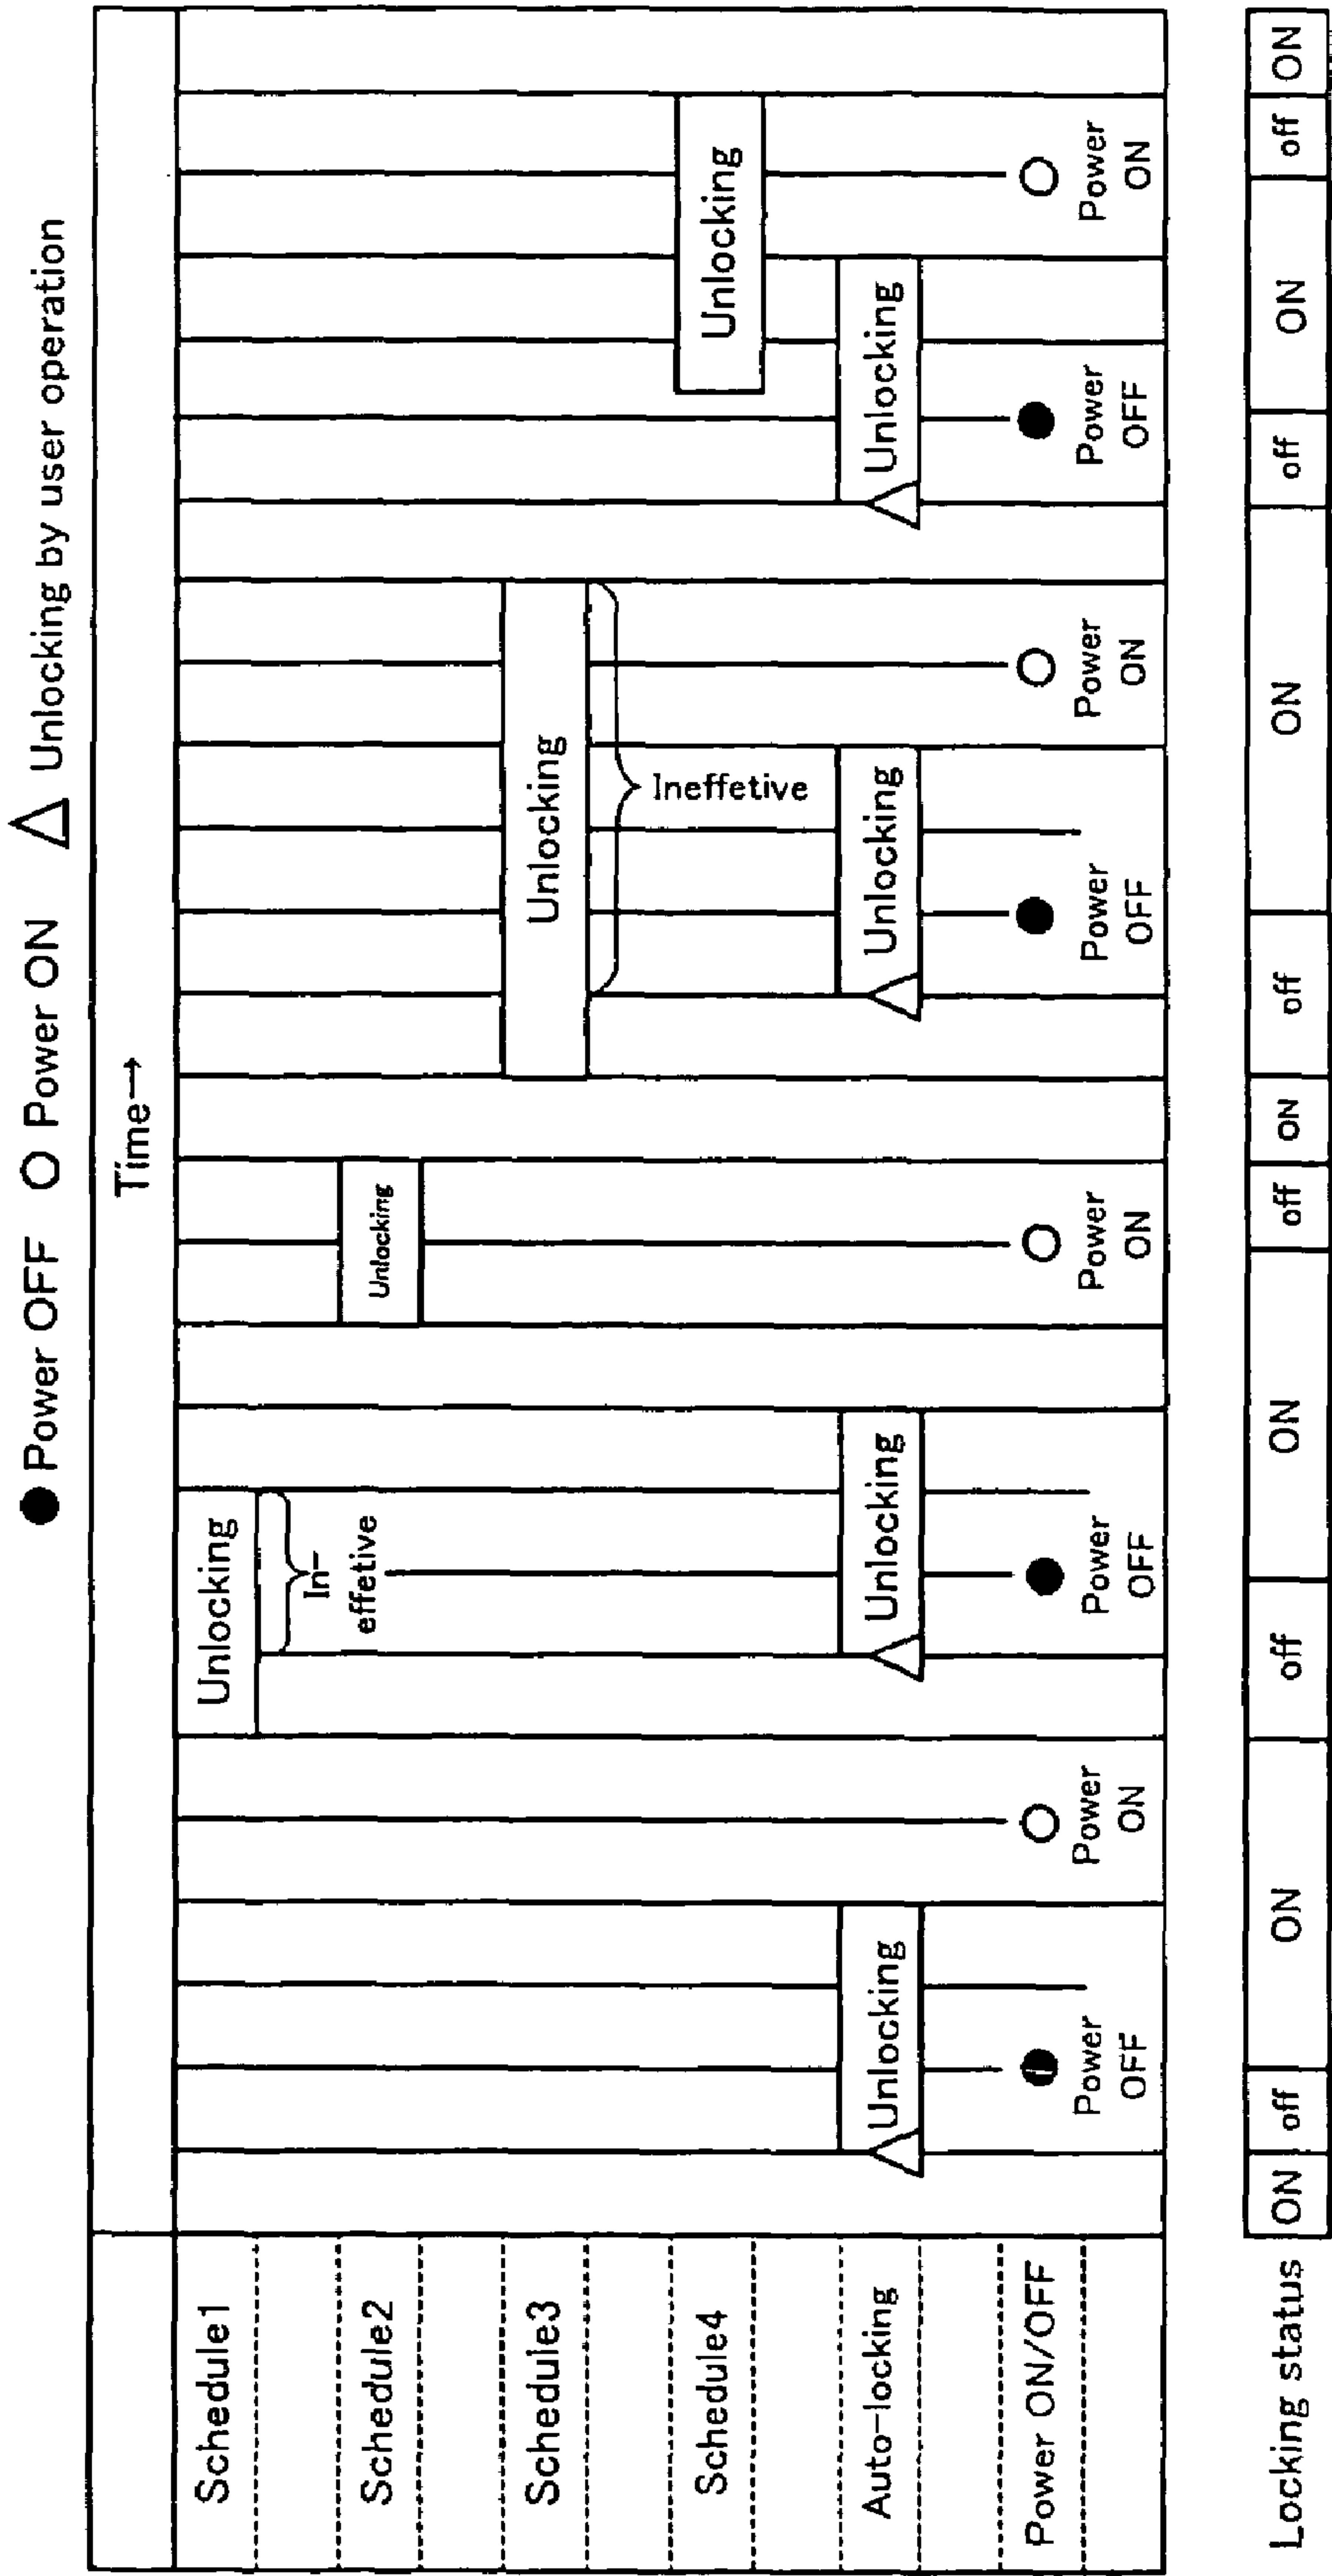 ● Power OFF ○ Power ON △ Unlocking by user operation
Time→
Schedule1
Unlocking
In-
effetive
Schedule2
Unlocking
Schedule3
Unlocking
Ineffetive
Schedule4
Unlocking
Auto-locking
Unlocking
Unlocking
Unlocking
Unlocking
Power ON/OFF
Power
OFF
Power
ON
Power
OFF
Power
ON
Power
OFF
Power
ON
Power
OFF
Power
ON
Locking status
ON off ON off ON off ON off ON off ON off ON